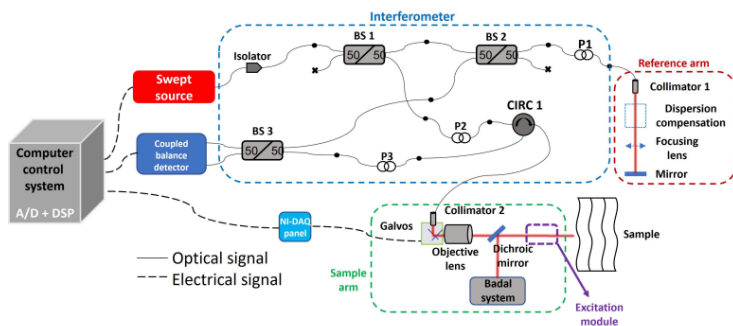 Interferometer
BS 1
50 50
BS 2
50 50
P1
Isolator
Reference arm
Swept
source
Collimator 1
CIRC 1
Dispersion
compensation
BS 3
50 50
P2
Coupled
balance
detector
Focusing
lens
Computer
control
system
A/D + DSP
P3
Mirror
Collimator 2
NI-DAQ
panel
Galvos
Sample
Objective
lens
Dichroic
mirror
Optical signal
Electrical signal
Sample
arm
Badal
system
Excitation
module